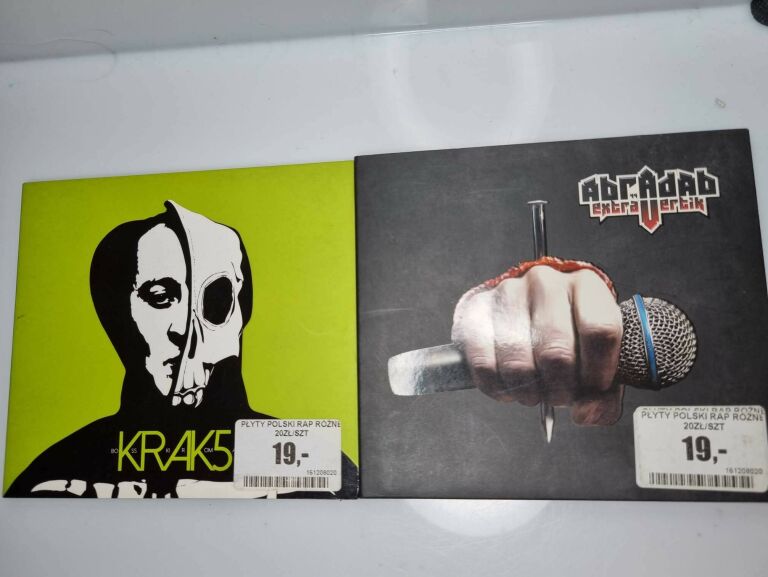 KRAK5
PŁYTY POLSKI RAP RÓŻNE
20ZŁ/SZT
19,-
161208020
abrAdab
extraVertik
PŁYTY POLSKI RAP RÓŻNE
20ZŁ/SZT
19,-
161208020